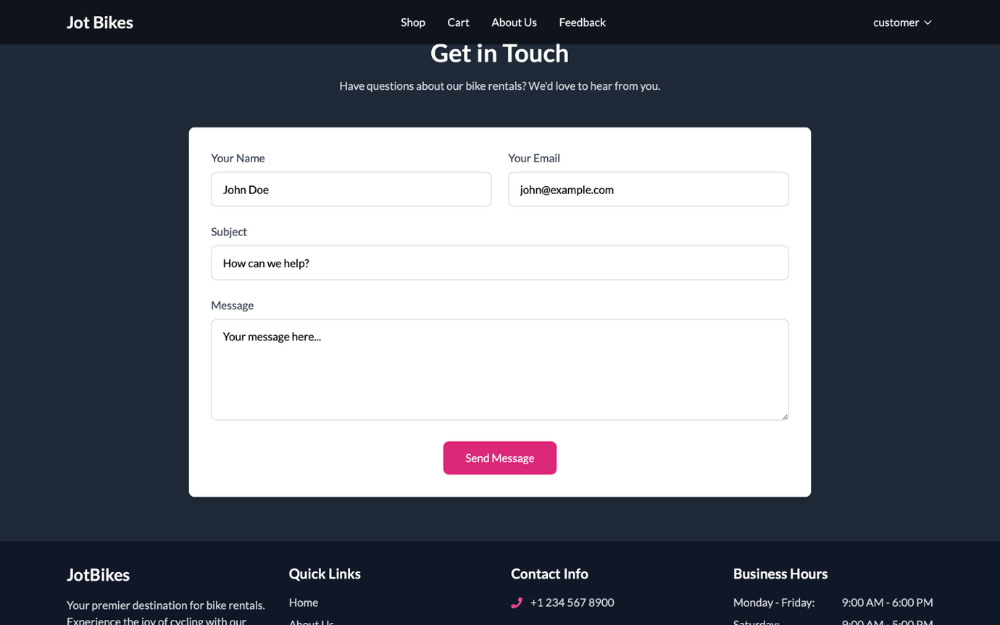 Jot Bikes
Shop Cart About Us Feedback
customer
Get in Touch
Have questions about our bike rentals? We'd love to hear from you.
Your Name
Your Email
John Doe
john@example.com
Subject
How can we help?
Message
Your message here...
Send Message
JotBikes
Your premier destination for bike rentals.
Experience the joy of cycling with our
Quick Links
Home
About Us
Contact Info
+1 234 567 8900
Business Hours
Monday - Friday: 9:00 AM - 6:00 PM
Saturday: 9:00 AM - 5:00 PM